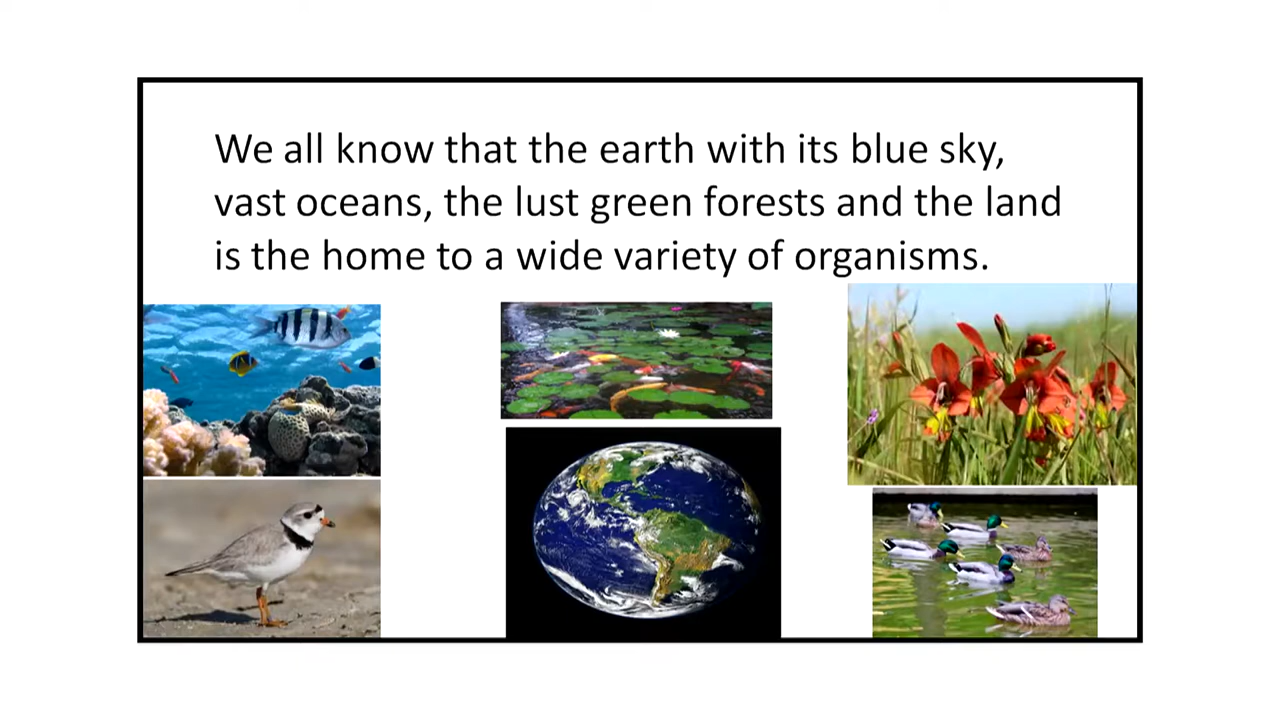 We all know that the earth with its blue sky,
vast oceans, the lust green forests and the land
is the home to a wide variety of organisms.